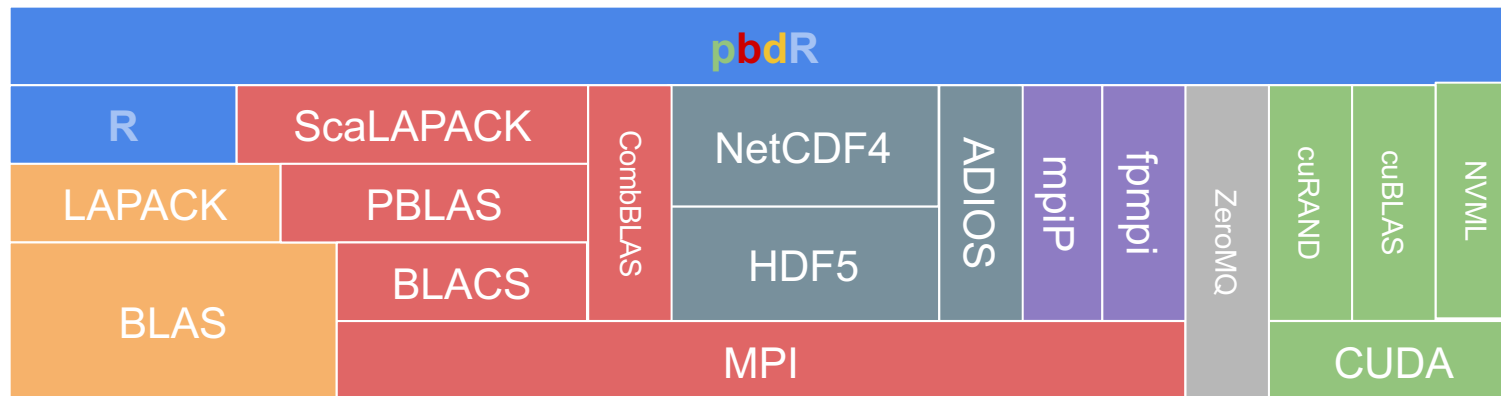 pbdR
R
ScaLAPACK
CombBLAS
NetCDF4
ADIOS
mpiP
fpmpi
ZeroMQ
cuRAND
cuBLAS
NVML
LAPACK
PBLAS
HDF5
BLAS
BLACS
MPI
CUDA